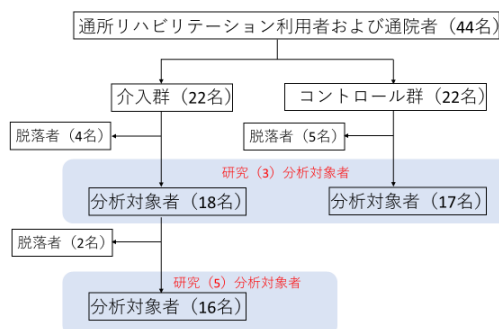 通所リハビリテーション利用者および通院者（44名）
介入群（22名）
コントロール群（22名）
脱落者（4名）
脱落者（5名）
研究（3）分析対象者
分析対象者（18名）
分析対象者（17名）
脱落者（2名）
研究（5）分析対象者
分析対象者（16名）